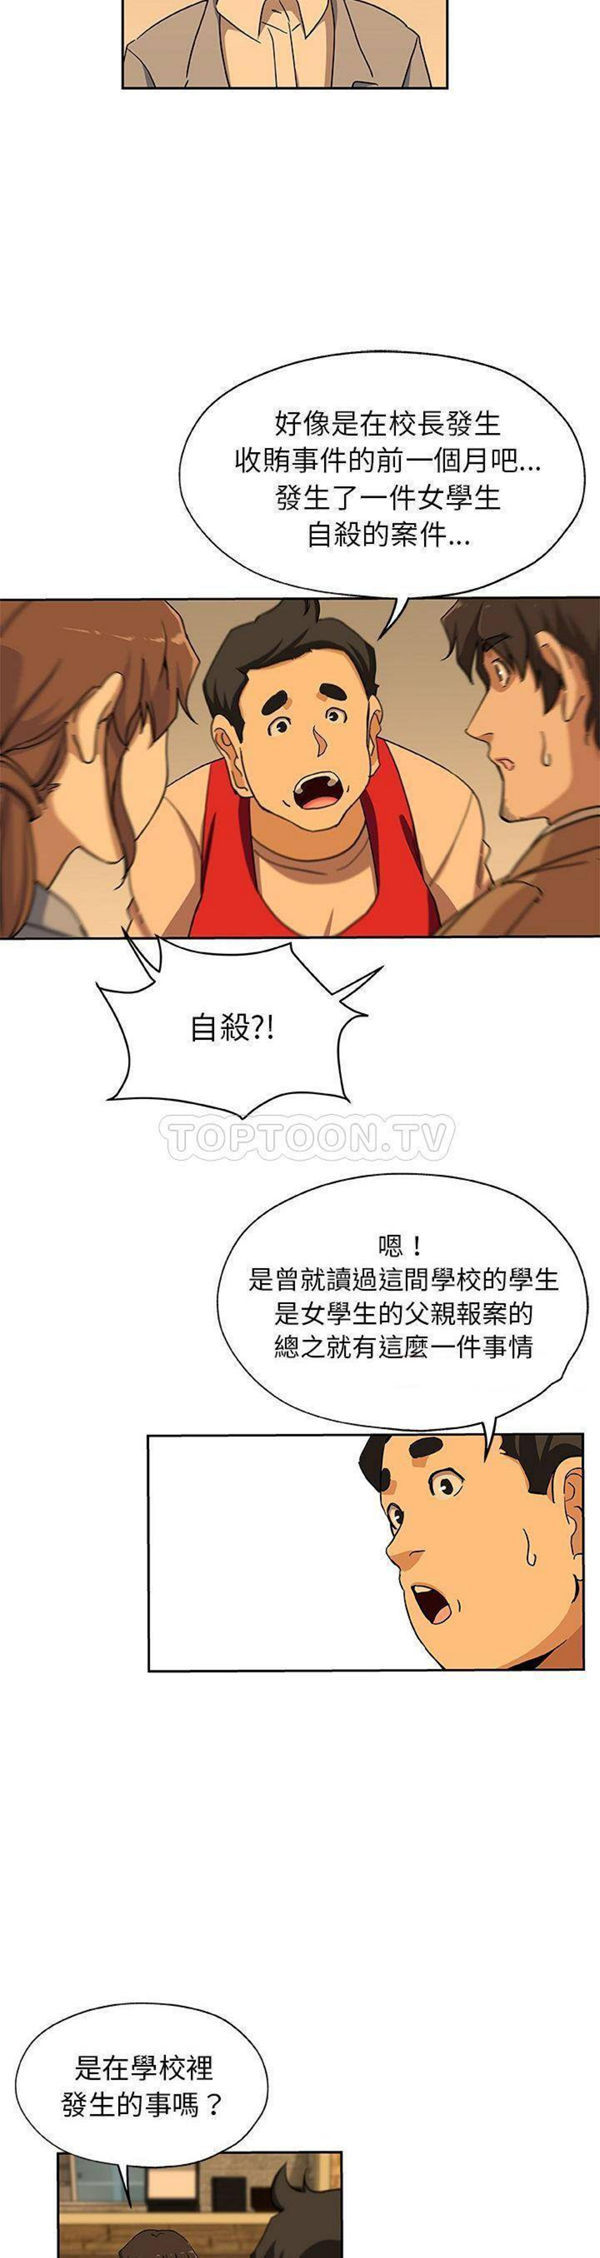 好像是在校長發生
收賄事件的前一個月吧...
發生了一件女學生
自殺的案件...
自殺?!
TOPTOON.TV
嗯！
是曾就讀過這間學校的學生
是女學生的父親報案的
總之就有這麼一件事情
是在學校裡
發生的事嗎？